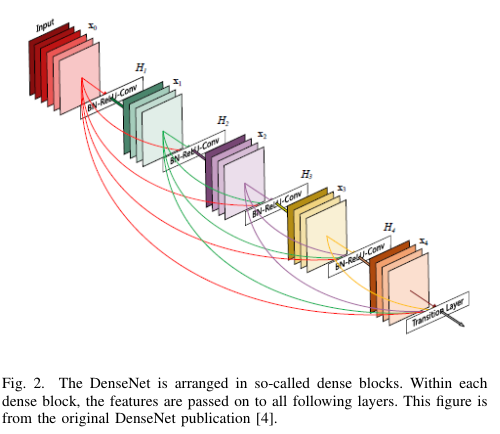 Input
x0
H1
BN-ReLU-Conv
x1
H2
BN-ReLU-Conv
x2
H3
BN-ReLU-Conv
x3
H4
BN-ReLU-Conv
x4
Transition Layer
Fig. 2. The DenseNet is arranged in so-called dense blocks. Within each
dense block, the features are passed on to all following layers. This figure is
from the original DenseNet publication [4].